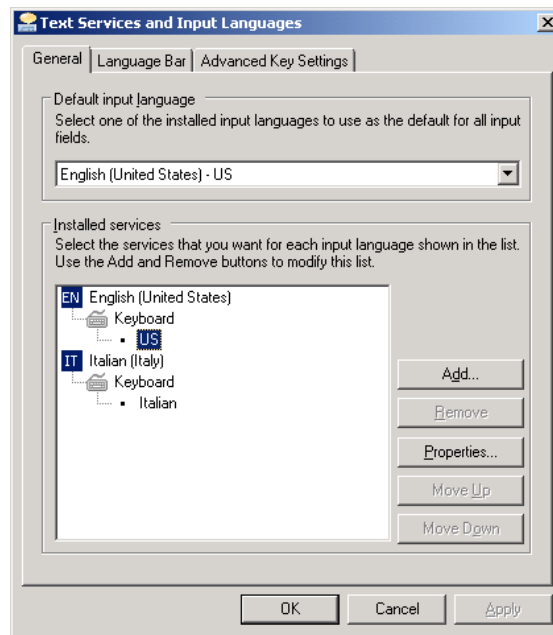 Text Services and Input Languages
General
Language Bar
Advanced Key Settings
Default input language
Select one of the installed input languages to use as the default for all input
fields.
English (United States) - US
Installed services
Select the services that you want for each input language shown in the list.
Use the Add and Remove buttons to modify this list.
EN English (United States)
Keyboard
• US
IT Italian (Italy)
Keyboard
• Italian
Add...
Remove
Properties...
Move Up
Move Down
OK
Cancel
Apply